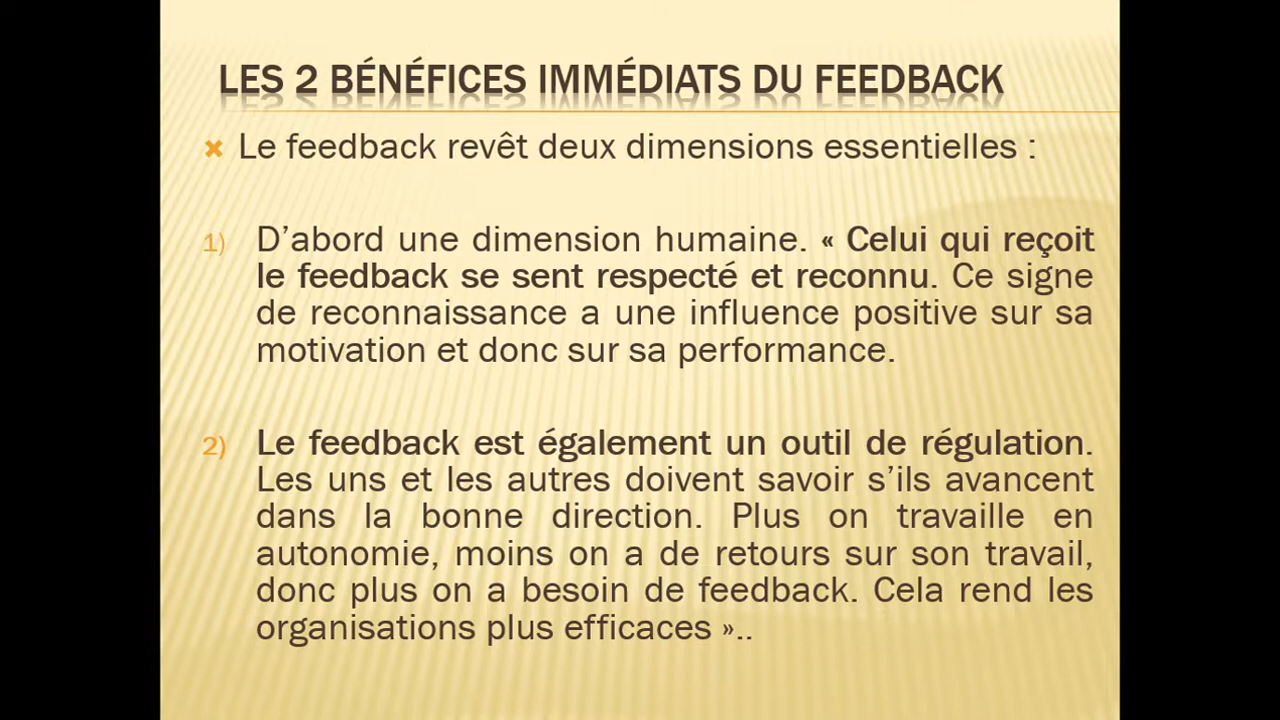 LES 2 BÉNÉFICES IMMÉDIATS DU FEEDBACK
Le feedback revêt deux dimensions essentielles :
1) D’abord une dimension humaine. « Celui qui reçoit
le feedback se sent respecté et reconnu. Ce signe
de reconnaissance a une influence positive sur sa
motivation et donc sur sa performance.
2) Le feedback est également un outil de régulation.
Les uns et les autres doivent savoir s’ils avancent
dans la bonne direction. Plus on travaille en
autonomie, moins on a de retours sur son travail,
donc plus on a besoin de feedback. Cela rend les
organisations plus efficaces »..